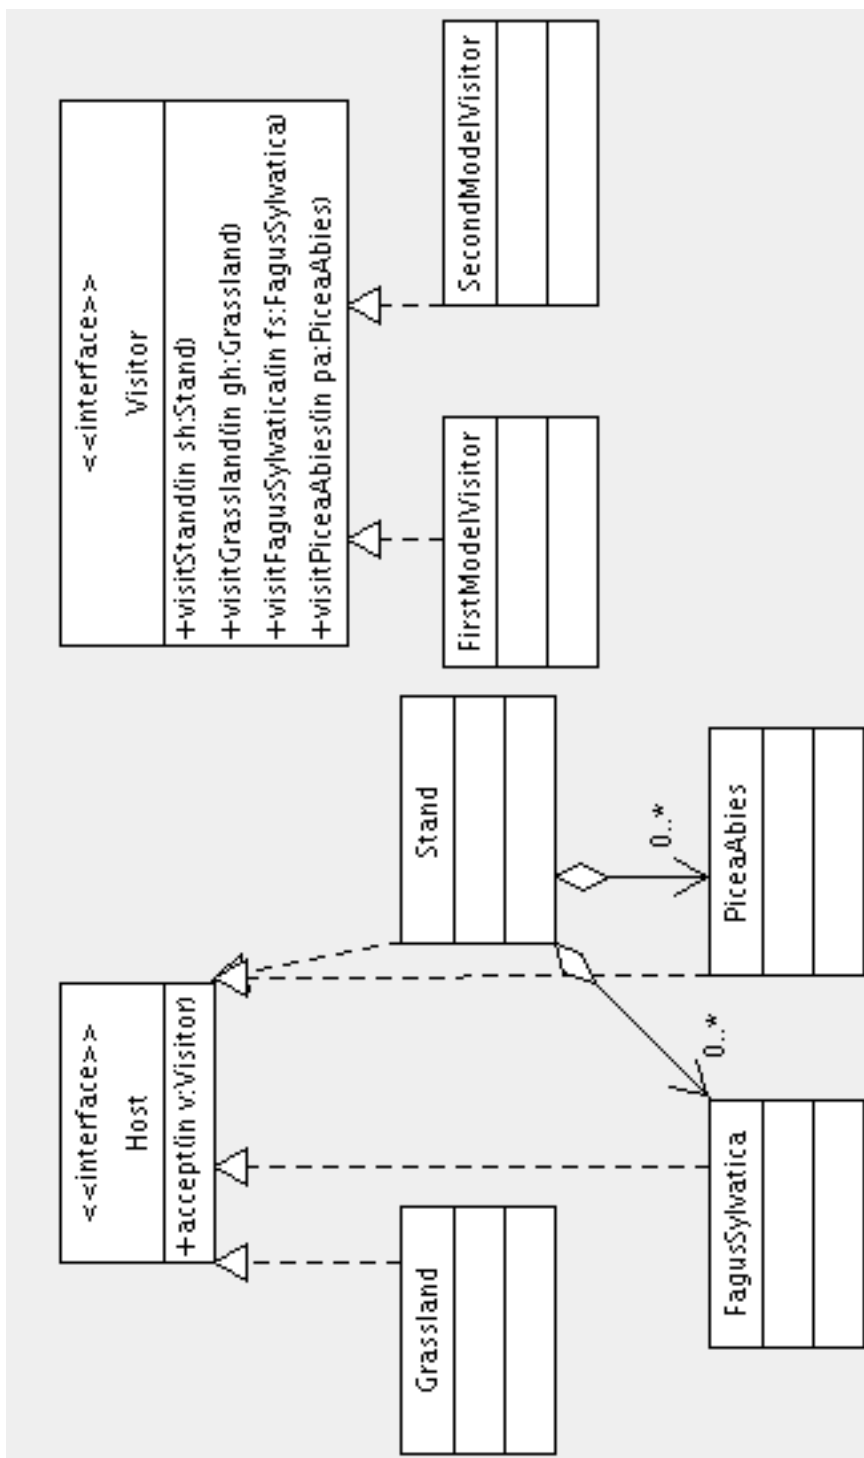 <<interface>>
Host
+accept(in v:Visitor)
<<interface>>
Visitor
+visitStand(in sh:Stand)
+visitGrassland(in gh:Grassland)
+visitFagusSylvatica(in fs:FagusSylvatica)
+visitPiceaAbies(in pa:PiceaAbies)
Grassland
Stand
FirstModelVisitor
SecondModelVisitor
0..*
0..*
FagusSylvatica
PiceaAbies